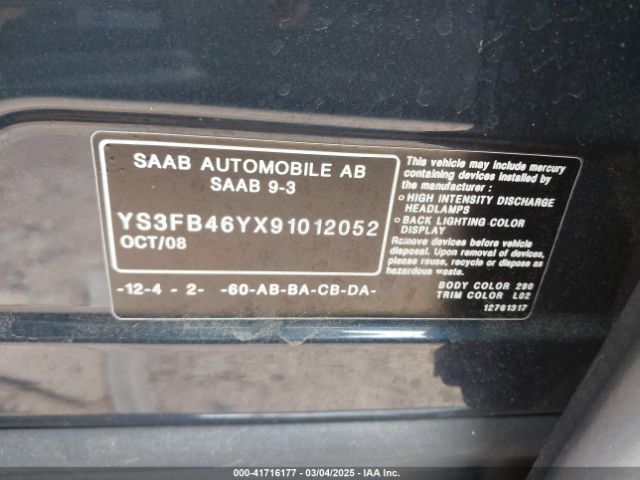 SAAB AUTOMOBILE AB
SAAB 9-3
YS3FB46YX91012052
OCT/08
-12-4 - 2- -60-AB-BA-CB-DA-
This vehicle may include mercury
containing devices installed by
the manufacturer :
○ HIGH INTENSITY DISCHARGE
HEADLAMPS
○ BACK LIGHTING COLOR
DISPLAY
Remove devices before vehicle
disposal. Upon removal of devices,
please reuse, recycle or dispose as
hazardous waste.
BODY COLOR 290
TRIM COLOR L02
12761317
000-41716177 - 03/04/2025 - IAA Inc.